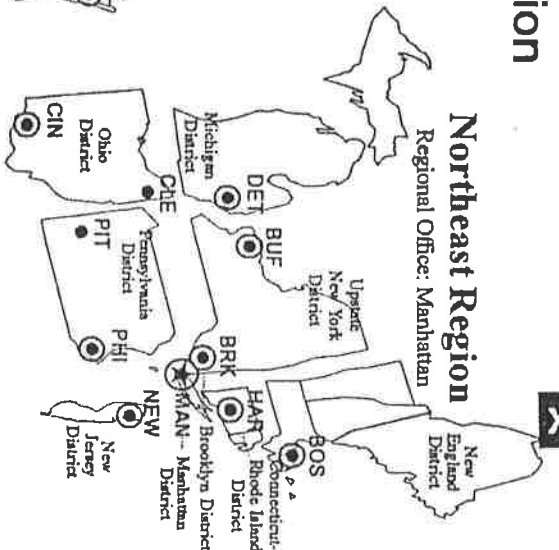 ion
Northeast Region
Regional Office: Manhattan
Michigan
District
DET
Ohio
District
CIN
CLE
BUF
Upstate
New York
District
Pennsylvania
District
PIT
PHI
New
England
District
BOS
Connecticut-
Rhode Island
District
HAR
BRK
Brooklyn District
MAN
Manhattan
District
NEW
New
Jersey
District